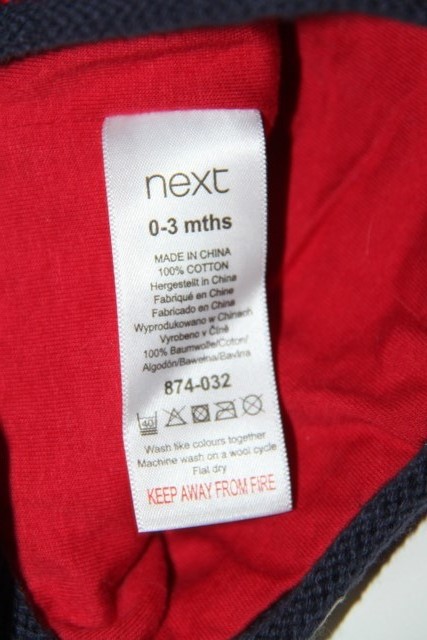 next
0-3 mths
MADE IN CHINA
100% COTTON
Hergestellt in China
Fabriqué en Chine
Fabricado en China
Wyprodukowano w Chinach
Vyrobeno v Číně
100% Baumwolle/Coton/
Algodón/Bawełna/Bavlna
874-032
40
Wash like colours together
Machine wash on a wool cycle
Flat dry
KEEP AWAY FROM FIRE